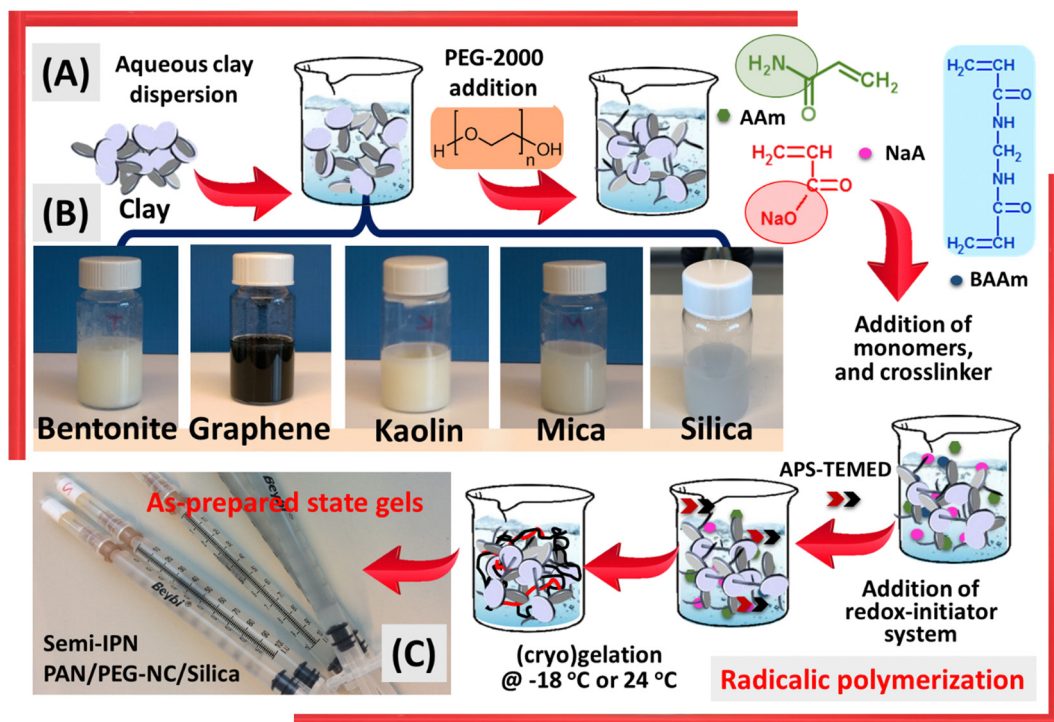 (A)
Aqueous clay
dispersion
Clay
PEG-2000
addition
H
O
n
OH
H₂N
O
CH₂
AAm
H₂C=CH
C=O
NaO
NaA
H₂C=CH
C=O
NH
CH₂
NH
C=O
H₂C=CH
BAAm
(B)
Bentonite
Graphene
Kaolin
Mica
Silica
Addition of
monomers,
and crosslinker
APS-TEMED
Addition of
redox-initiator
system
Radicalic polymerization
(cryo)gelation
@ -18 °C or 24 °C
As-prepared state gels
Beybi®
Semi-IPN
PAN/PEG-NC/Silica
(C)